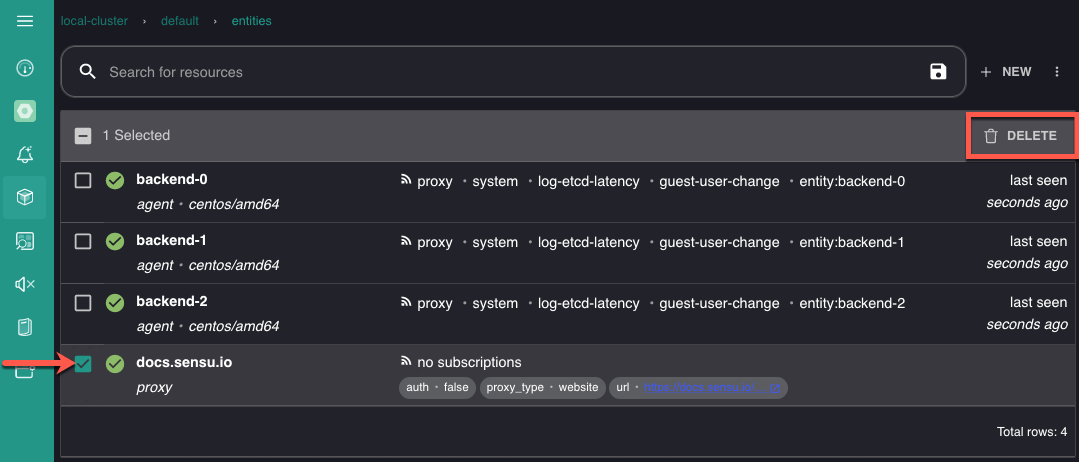 local-cluster › default › entities
Search for resources
NEW
1 Selected
DELETE
backend-0
proxy · system · log-etcd-latency · guest-user-change · entity:backend-0
last seen
agent · centos/amd64
seconds ago
backend-1
proxy · system · log-etcd-latency · guest-user-change · entity:backend-1
last seen
agent · centos/amd64
seconds ago
backend-2
proxy · system · log-etcd-latency · guest-user-change · entity:backend-2
last seen
agent · centos/amd64
seconds ago
docs.sensu.io
no subscriptions
proxy
auth · false proxy_type · website url ·
Total rows: 4